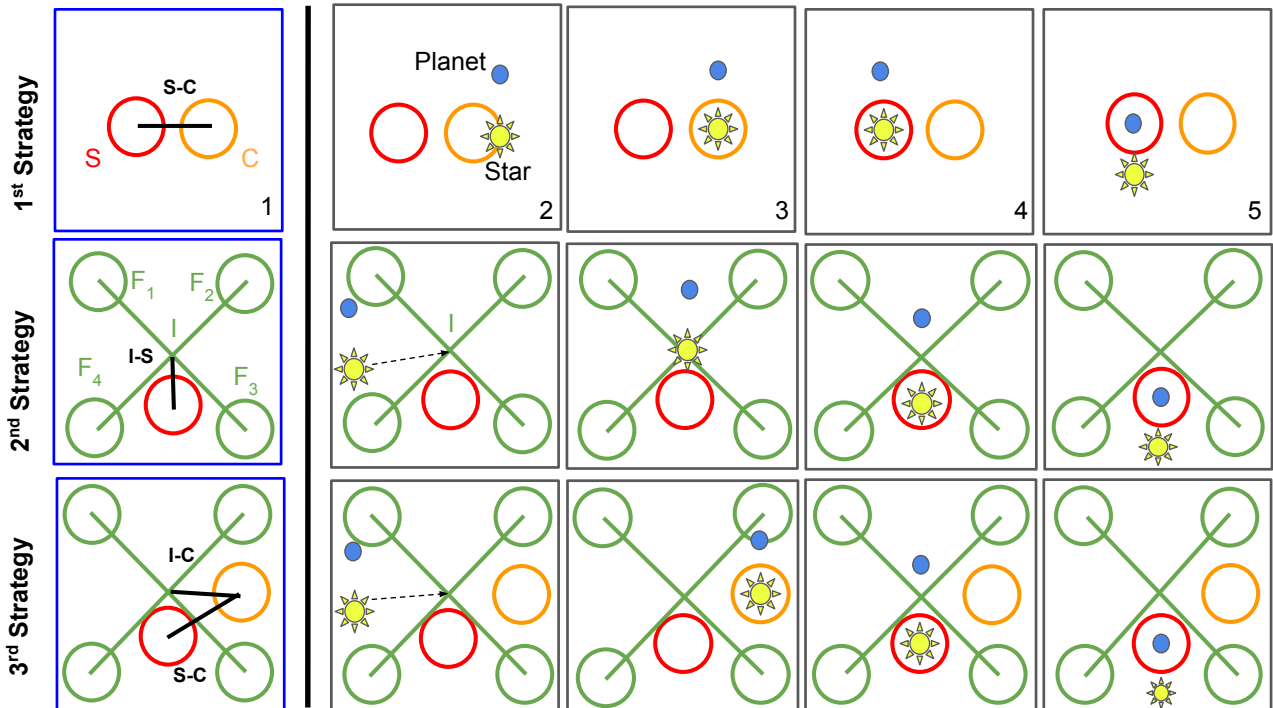 1st Strategy
S-C
S
C
1
Planet
Star
2
3
4
5
2nd Strategy
F1
F2
I
I-S
F4
F3
I
3rd Strategy
I-C
S-C